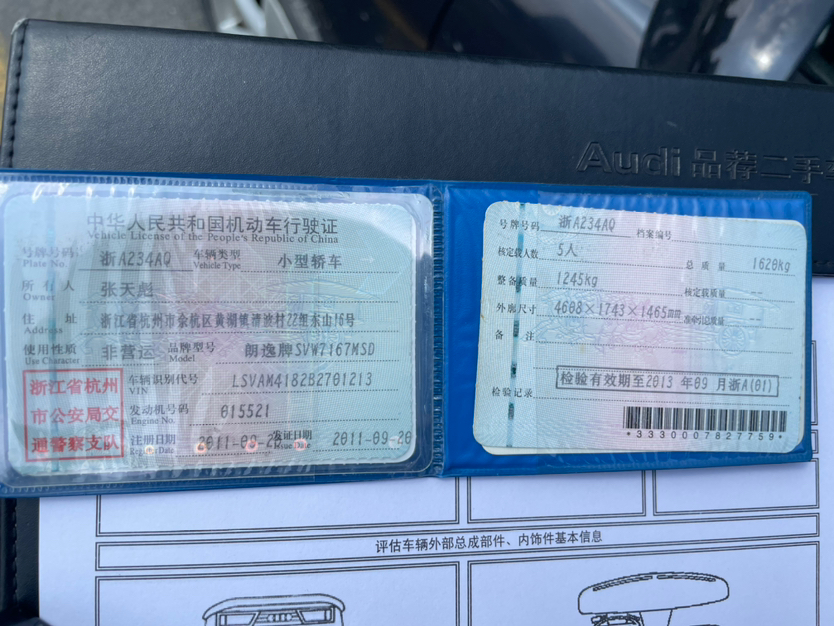 Audi 品荐二手车
中华人民共和国机动车行驶证
Vehicle License of the People's Republic of China
号牌号码 浙A234AQ 车辆类型 小型轿车
Plate No. Vehicle Type
所有人 张天彪
Owner
住址 浙江省杭州市余杭区黄湖镇清波村22组东山16号
Address
使用性质 非营运 品牌型号 朗逸牌SVW7167MSD
Use Character Model
浙江省杭州
市公安局交
通警察支队
车辆识别代号 LSVAM4182B2701213
VIN
发动机号码 015521
Engine No.
注册日期 2011-09-2 发证日期 2011-09-20
Register Date Issue Date
号牌号码 浙A234AQ 档案编号
核定载人数 5人 总质量 1620kg
整备质量 1245kg 核定载质量 --
外廓尺寸 4608×1743×1465mm 准牵引总质量 --
备注
检验记录 检验有效期至2013 年09 月浙A(01)
*3330007827759*
评估车辆外部总成部件、内饰件基本信息